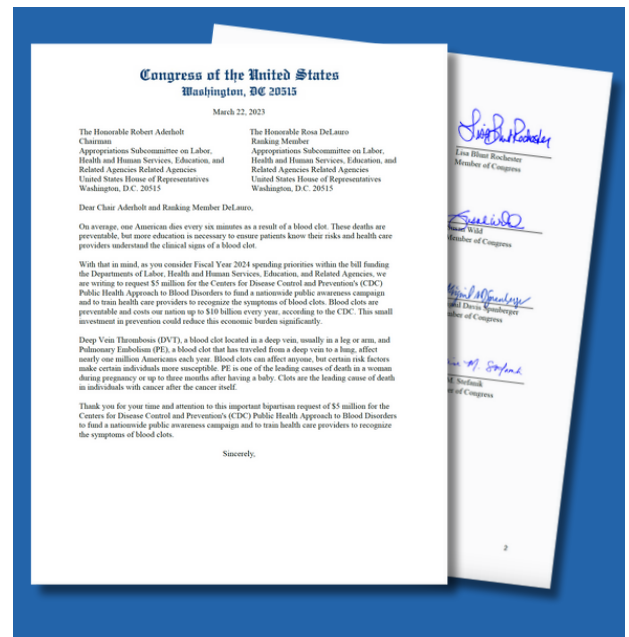 Congress of the United States
Washington, DC 20515
March 22, 2023
The Honorable Robert Aderholt
Chairman
Appropriations Subcommittee on Labor,
Health and Human Services, Education, and
Related Agencies Related Agencies
United States House of Representatives
Washington, D.C. 20515
The Honorable Rosa DeLauro
Ranking Member
Appropriations Subcommittee on Labor,
Health and Human Services, Education, and
Related Agencies Related Agencies
United States House of Representatives
Washington, D.C. 20515
Dear Chair Aderholt and Ranking Member DeLauro,
On average, one American dies every six minutes as a result of a blood clot. These deaths are
preventable, but more education is necessary to ensure patients know their risks and health care
providers understand the clinical signs of a blood clot.
With that in mind, as you consider Fiscal Year 2024 spending priorities within the bill funding
the Departments of Labor, Health and Human Services, Education, and Related Agencies, we
are writing to request $5 million for the Centers for Disease Control and Prevention's (CDC)
Public Health Approach to Blood Disorders to fund a nationwide public awareness campaign
and to train health care providers to recognize the symptoms of blood clots. Blood clots are
preventable and costs our nation up to $10 billion every year, according to the CDC. This small
investment in prevention could reduce this economic burden significantly.
Deep Vein Thrombosis (DVT), a blood clot located in a deep vein, usually in a leg or arm, and
Pulmonary Embolism (PE), a blood clot that has traveled from a deep vein to a lung, affect
nearly one million Americans each year. Blood clots can affect anyone, but certain risk factors
make certain individuals more susceptible. PE is one of the leading causes of death in a woman
during pregnancy or up to three months after having a baby. Clots are the leading cause of death
in individuals with cancer after the cancer itself.
Thank you for your time and attention to this important bipartisan request of $5 million for the
Centers for Disease Control and Prevention's (CDC) Public Health Approach to Blood Disorders
to fund a nationwide public awareness campaign and to train health care providers to recognize
the symptoms of blood clots.
Sincerely,
Lisa Blunt Rochester
Lisa Blunt Rochester
Member of Congress
Susan Wild
Member of Congress
Davis Spanberger
of Congress
M. Stefanik
M. Stefanik
of Congress
2